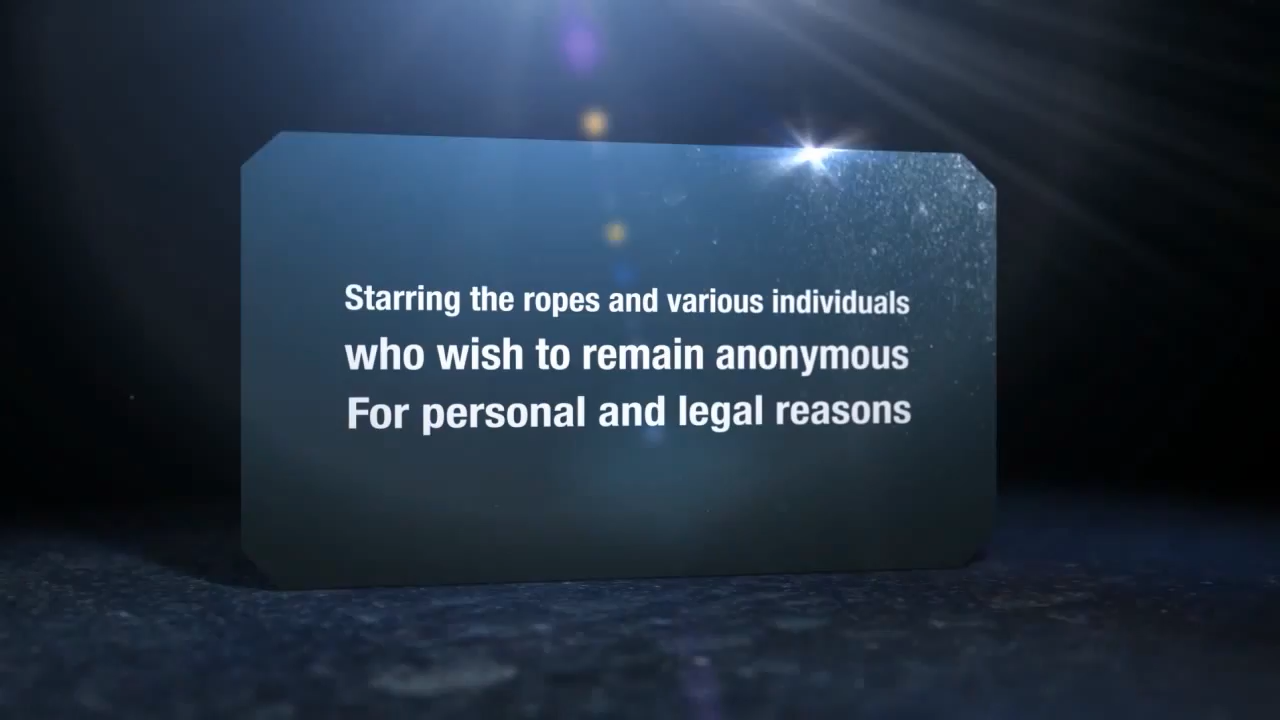 Starring the ropes and various individuals
who wish to remain anonymous
For personal and legal reasons